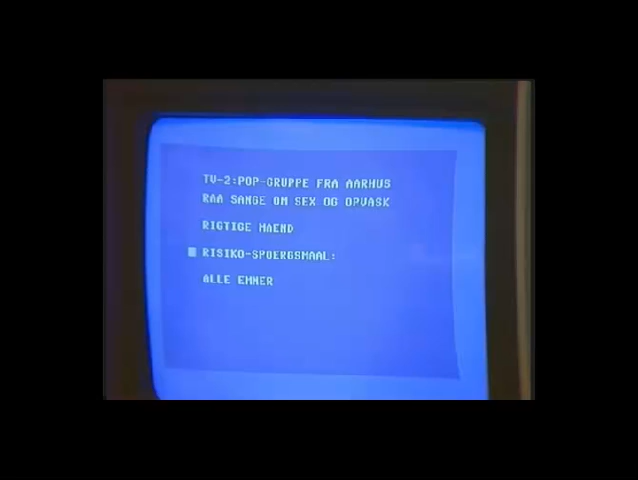 TV-2:POP-GRUPPE FRA AARHUS
RAA SANGE OM SEX OG OPVASK
RIGTIGE MAEND
RISIKO-SPOERGSMAAL:
ALLE EMNER